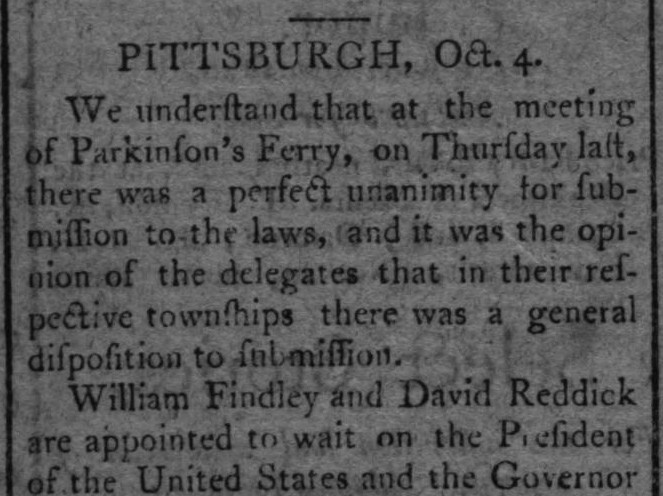 PITTSBURGH, Oct. 4.
We underſtand that at the meeting
of Parkinſon's Ferry, on Thurſday laſt,
there was a perfect unanimity for ſub-
miſſion to the laws, and it was the opi-
nion of the delegates that in their reſ-
pective townſhips there was a general
diſpoſition to ſubmiſſion.
William Findley and David Reddick
are appointed to wait on the Preſident
of the United States and the Governor